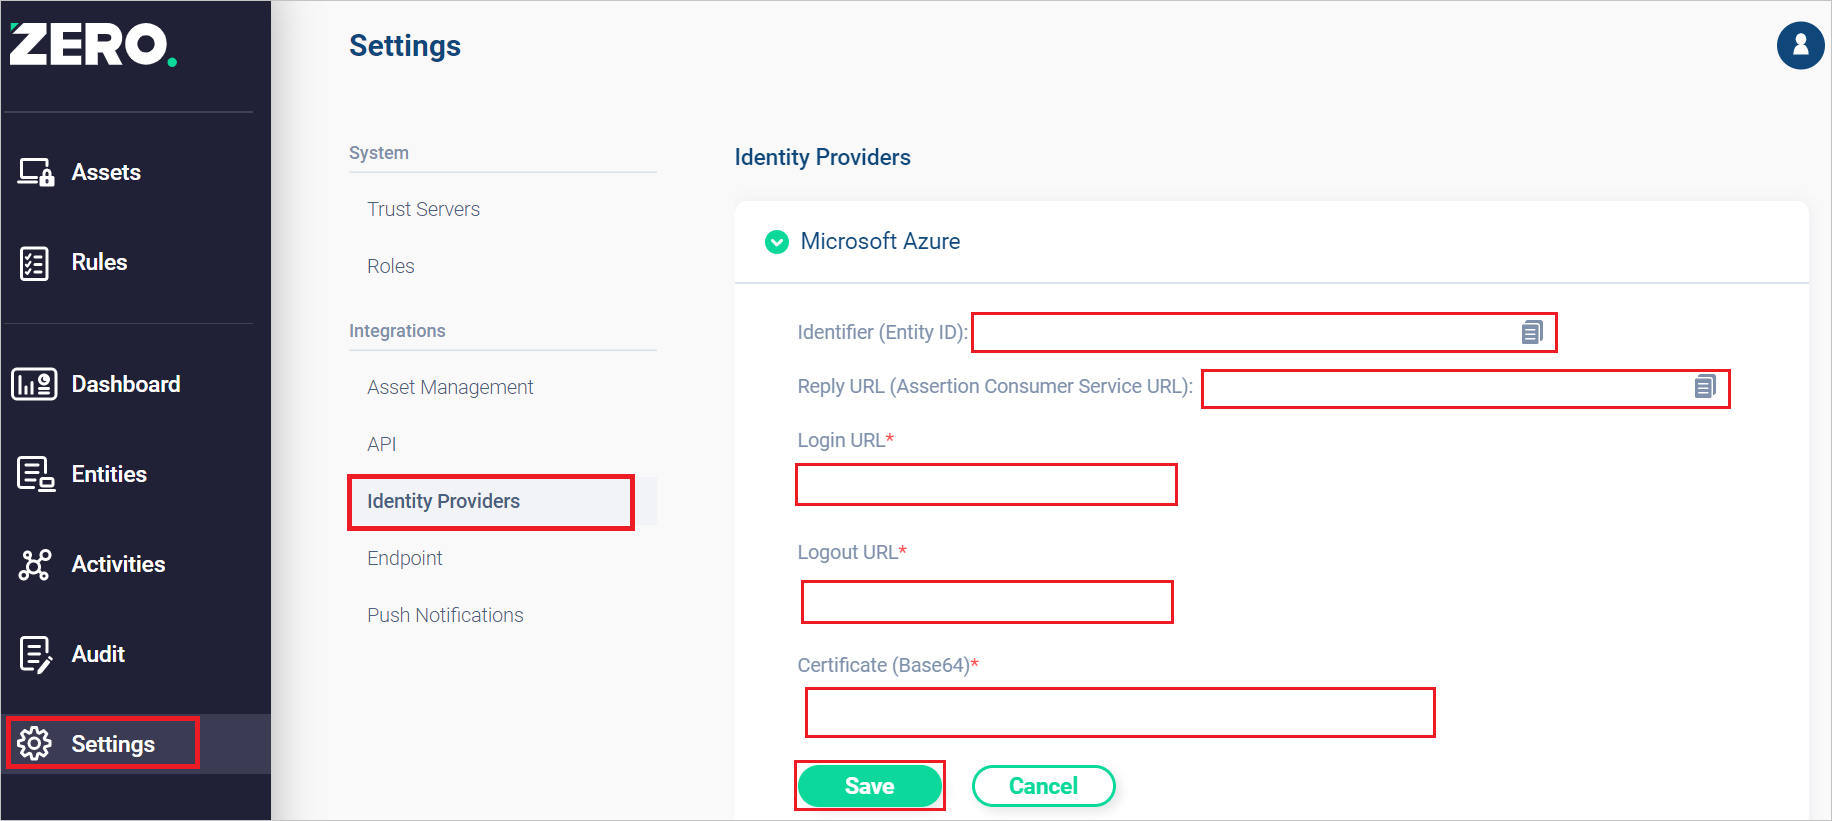 ZERO.
Assets
Rules
Dashboard
Entities
Activities
Audit
Settings
Settings
System
Trust Servers
Roles
Integrations
Asset Management
API
Identity Providers
Endpoint
Push Notifications
Identity Providers
Microsoft Azure
Identifier (Entity ID):
Reply URL (Assertion Consumer Service URL):
Login URL*
Logout URL*
Certificate (Base64)*
Save Cancel